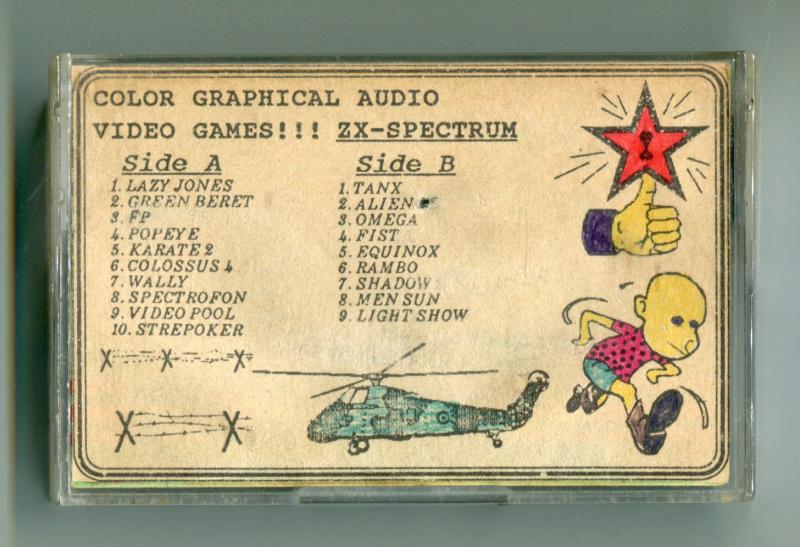 COLOR GRAPHICAL AUDIO
VIDEO GAMES!!! ZX-SPECTRUM
Side A
1. LAZY JONES
2. GREEN BERET
3. FP
4. POPEYE
5. KARATE 2
6. COLOSSUS 4
7. WALLY
8. SPECTROFON
9. VIDEO POOL
10. STREPOKER
Side B
1. TANX
2. ALIEN
3. OMEGA
4. FIST
5. EQUINOX
6. RAMBO
7. SHADOW
8. MEN SUN
9. LIGHT SHOW